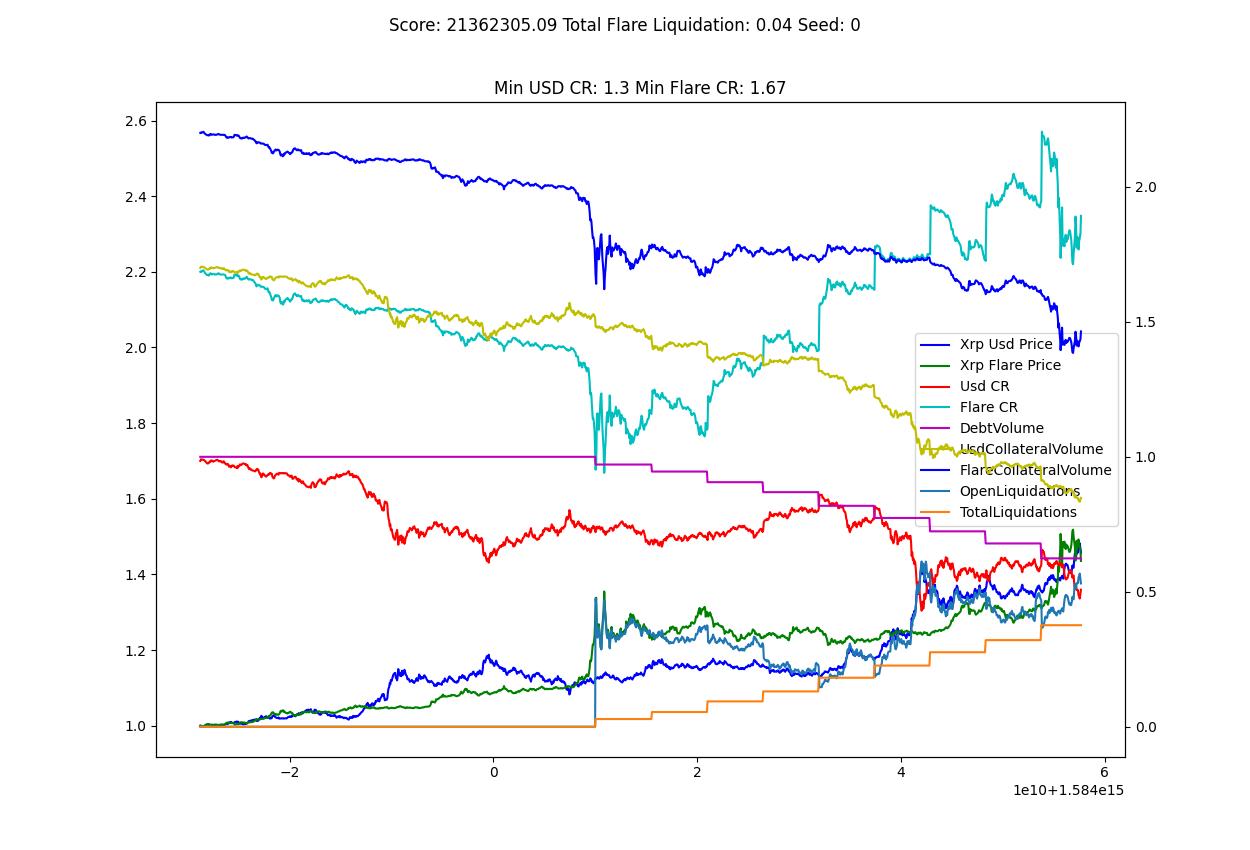 Score: 21362305.09 Total Flare Liquidation: 0.04 Seed: 0
Min USD CR: 1.3 Min Flare CR: 1.67
2.6
2.4
2.2
2.0
1.8
1.6
1.4
1.2
1.0
2.0
1.5
1.0
0.5
0.0
Xrp Usd Price
Xrp Flare Price
Usd CR
Flare CR
DebtVolume
UsdCollateralVolume
FlareCollateralVolume
OpenLiquidations
TotalLiquidations
−2
0
2
4
6
1e10+1.584e15